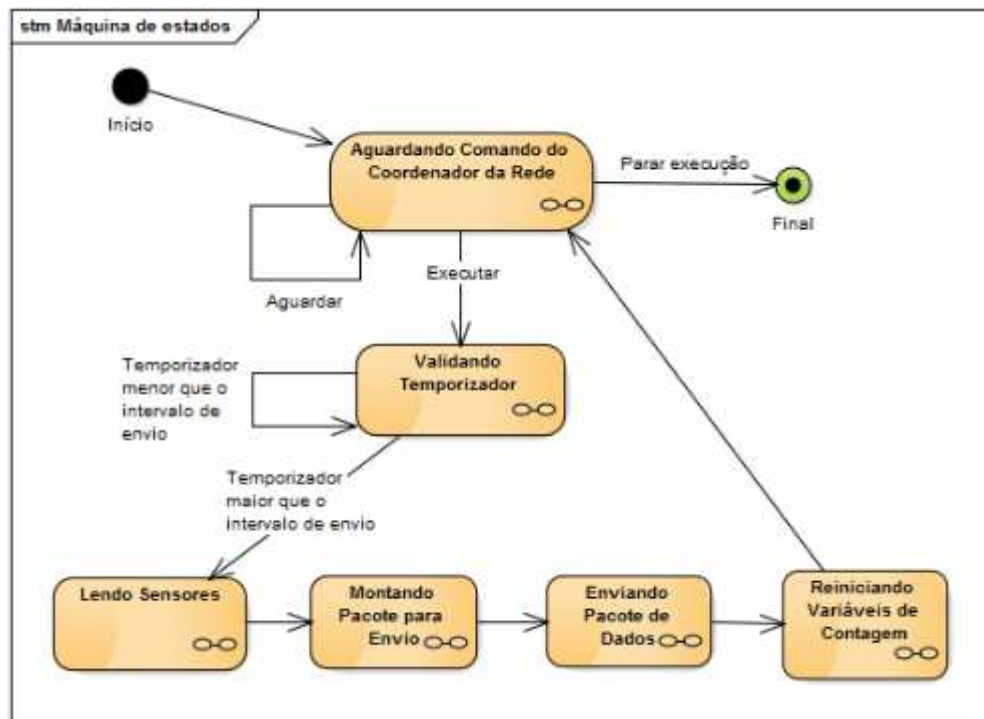 stm Máquina de estados
Início
Aguardando Comando do
Coordenador da Rede
Parar execução
Final
Aguardar
Executar
Validando
Temporizador
Temporizador
menor que o
intervalo de
envio
Temporizador
maior que o
intervalo de envio
Lendo Sensores
Montando
Pacote para
Envio
Enviando
Pacote de
Dados
Reiniciando
Variáveis de
Contagem